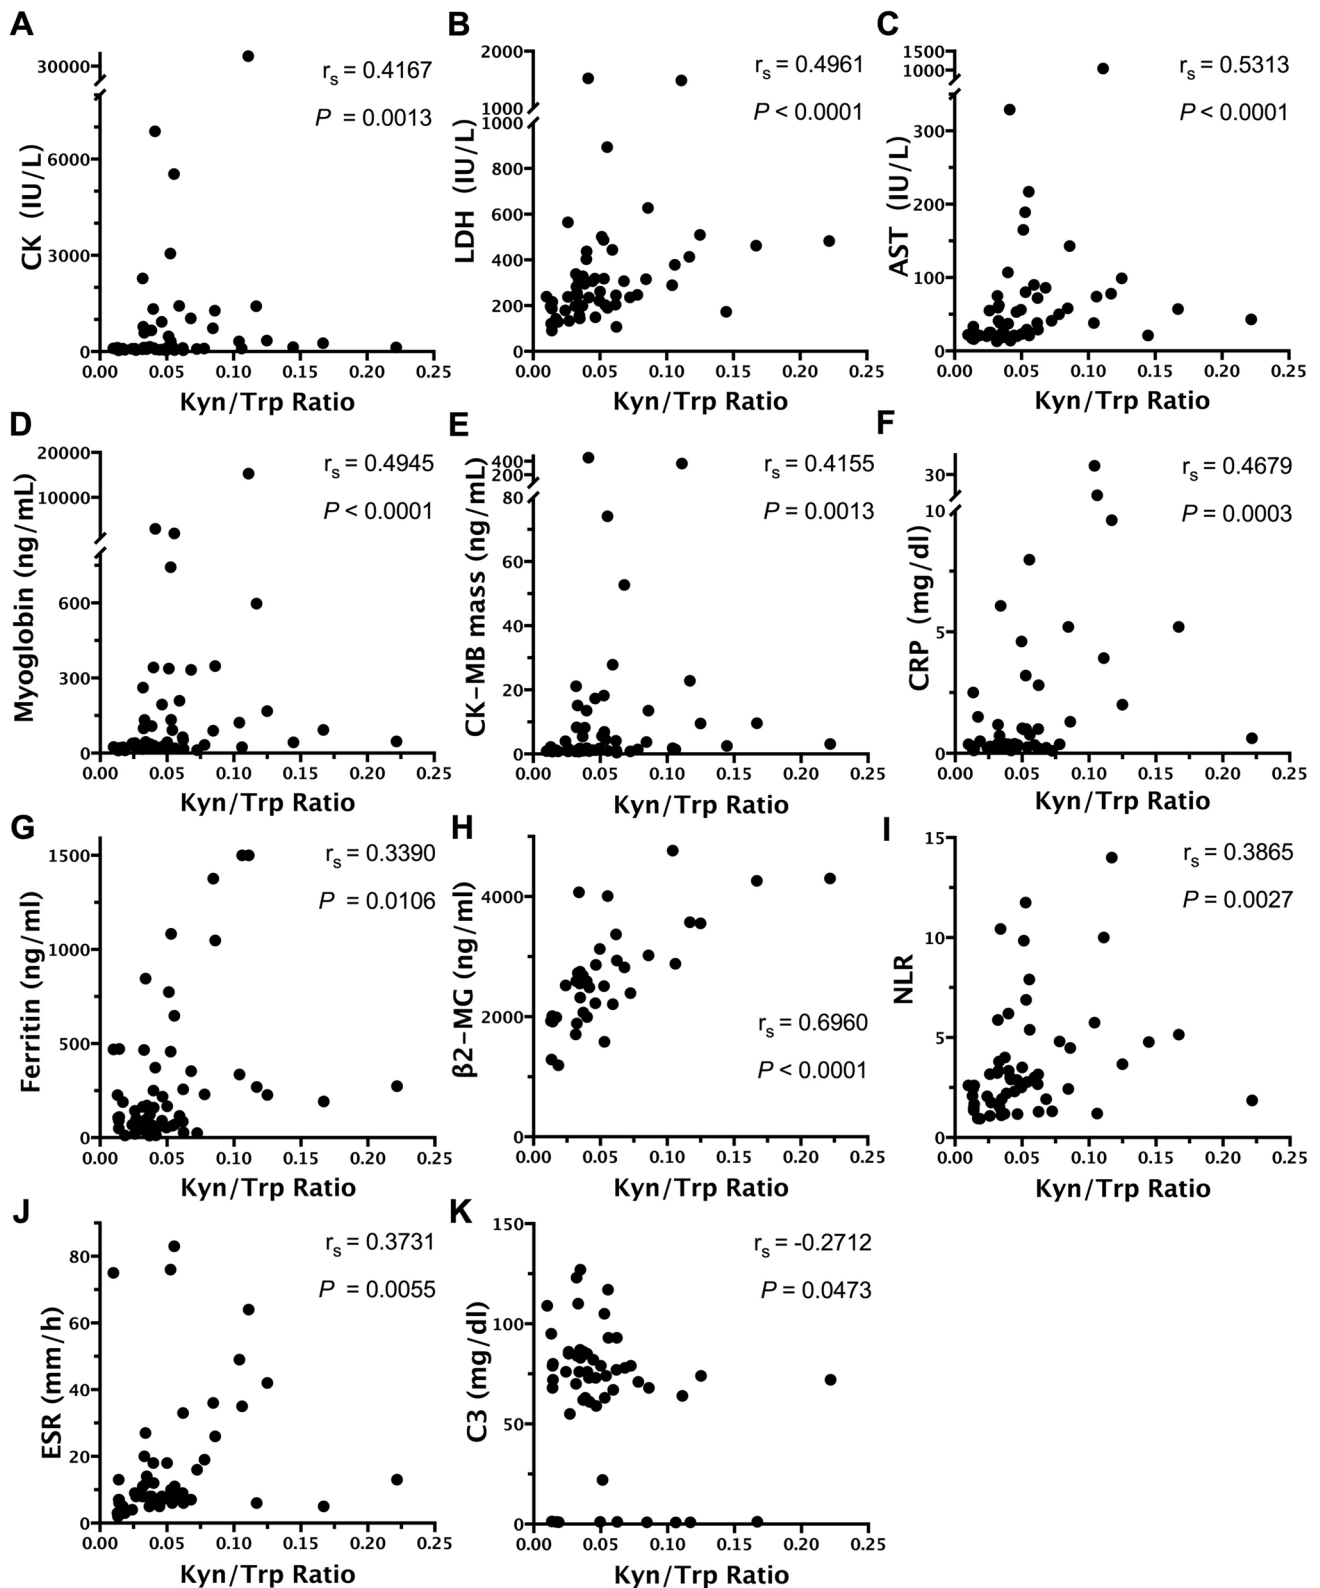 A
CK (IU/L)
30000
6000
3000
0
rs = 0.4167
P = 0.0013
0.00 0.05 0.10 0.15 0.20 0.25
Kyn/Trp Ratio
B
LDH (IU/L)
2000
1000
1000
800
600
400
200
0
rs = 0.4961
P < 0.0001
0.00 0.05 0.10 0.15 0.20 0.25
Kyn/Trp Ratio
C
AST (IU/L)
1500
1000
300
200
100
0
rs = 0.5313
P < 0.0001
0.00 0.05 0.10 0.15 0.20 0.25
Kyn/Trp Ratio
D
Myoglobin (ng/mL)
20000
10000
600
300
0
rs = 0.4945
P < 0.0001
0.00 0.05 0.10 0.15 0.20 0.25
Kyn/Trp Ratio
E
CK-MB mass (ng/mL)
400
200
80
60
40
20
0
rs = 0.4155
P = 0.0013
0.00 0.05 0.10 0.15 0.20 0.25
Kyn/Trp Ratio
F
CRP (mg/dl)
30
10
5
0
rs = 0.4679
P = 0.0003
0.00 0.05 0.10 0.15 0.20 0.25
Kyn/Trp Ratio
G
Ferritin (ng/ml)
1500
1000
500
0
rs = 0.3390
P = 0.0106
0.00 0.05 0.10 0.15 0.20 0.25
Kyn/Trp Ratio
H
β2-MG (ng/ml)
4000
2000
0
rs = 0.6960
P < 0.0001
0.00 0.05 0.10 0.15 0.20 0.25
Kyn/Trp Ratio
I
NLR
15
10
5
0
rs = 0.3865
P = 0.0027
0.00 0.05 0.10 0.15 0.20 0.25
Kyn/Trp Ratio
J
ESR (mm/h)
80
60
40
20
0
rs = 0.3731
P = 0.0055
0.00 0.05 0.10 0.15 0.20 0.25
Kyn/Trp Ratio
K
C3 (mg/dl)
150
100
50
0
rs = -0.2712
P = 0.0473
0.00 0.05 0.10 0.15 0.20 0.25
Kyn/Trp Ratio